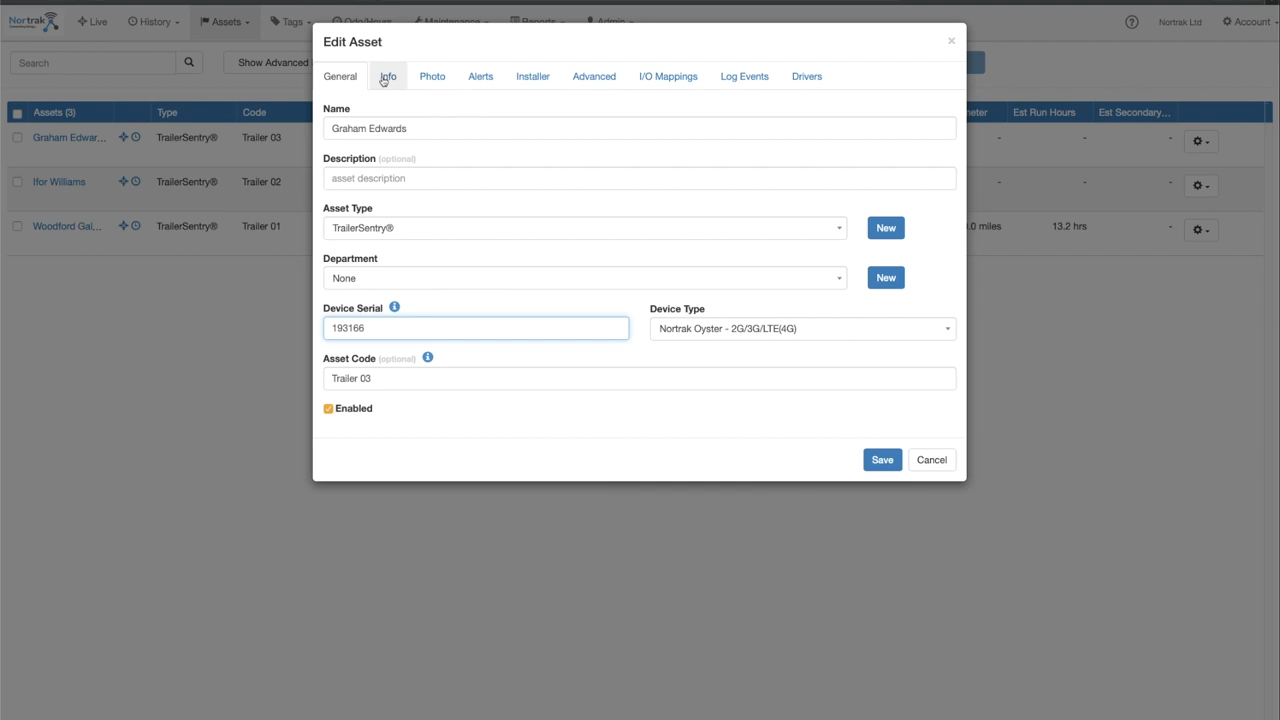 Nortrak
Live
History
Assets
Tags
Odo/Hours
Maintenance
Reports
Admin
Nortrak Ltd
Account
Search
Show Advanced
Assets (3)
Type
Code
Est Run Hours
Est Secondary...
Graham Edwar...
TrailerSentry®
Trailer 03
-
-
-
Ifor Williams
TrailerSentry®
Trailer 02
-
-
-
Woodford Gal...
TrailerSentry®
Trailer 01
.0 miles
13.2 hrs
-
Edit Asset
×
General
Info
Photo
Alerts
Installer
Advanced
I/O Mappings
Log Events
Drivers
Name
Graham Edwards
Description (optional)
asset description
Asset Type
TrailerSentry®
New
Department
None
New
Device Serial
Device Type
193166
Nortrak Oyster - 2G/3G/LTE(4G)
Asset Code (optional)
Trailer 03
Enabled
Save
Cancel